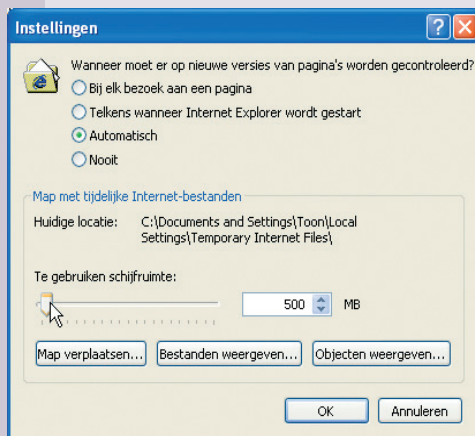 Instellingen
Wanneer moet er op nieuwe versies van pagina's worden gecontroleerd?
Bij elk bezoek aan een pagina
Telkens wanneer Internet Explorer wordt gestart
Automatisch
Nooit
Map met tijdelijke Internet-bestanden
Huidige locatie: C:\Documents and Settings\Toon\Local
Settings\Temporary Internet Files\
Te gebruiken schijfruimte:
500 MB
Map verplaatsen... Bestanden weergeven... Objecten weergeven...
OK Annuleren